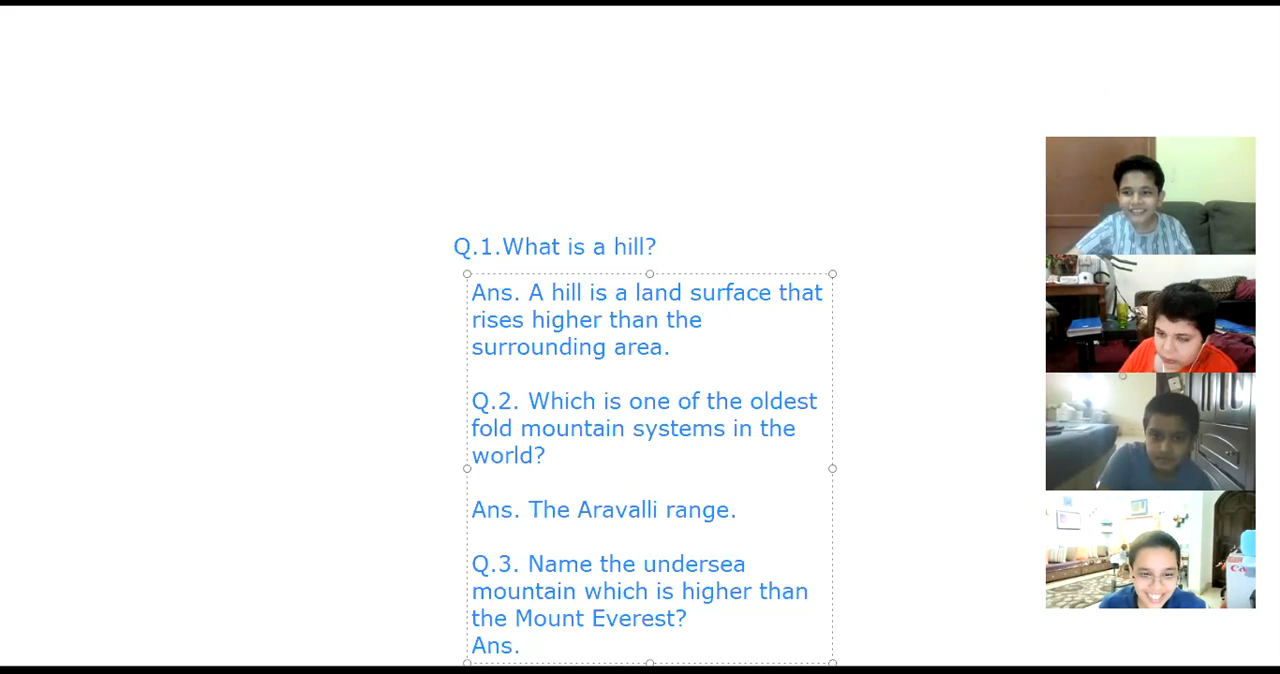 Q.1.What is a hill?
Ans. A hill is a land surface that
rises higher than the
surrounding area.
Q.2. Which is one of the oldest
fold mountain systems in the
world?
Ans. The Aravalli range.
Q.3. Name the undersea
mountain which is higher than
the Mount Everest?
Ans.